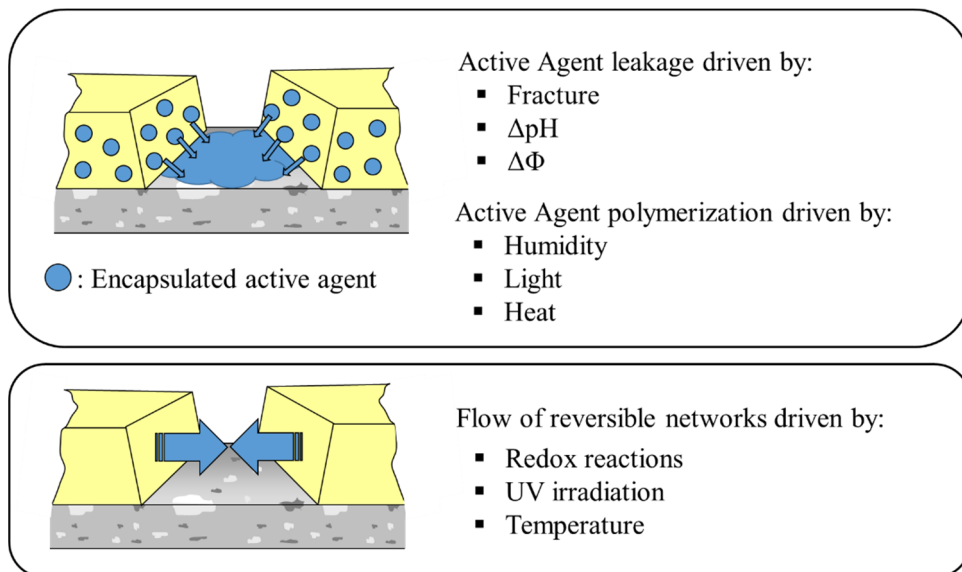 Active Agent leakage driven by:
▪ Fracture
▪ ΔpH
▪ ΔΦ
Active Agent polymerization driven by:
▪ Humidity
▪ Light
▪ Heat
: Encapsulated active agent
Flow of reversible networks driven by:
▪ Redox reactions
▪ UV irradiation
▪ Temperature